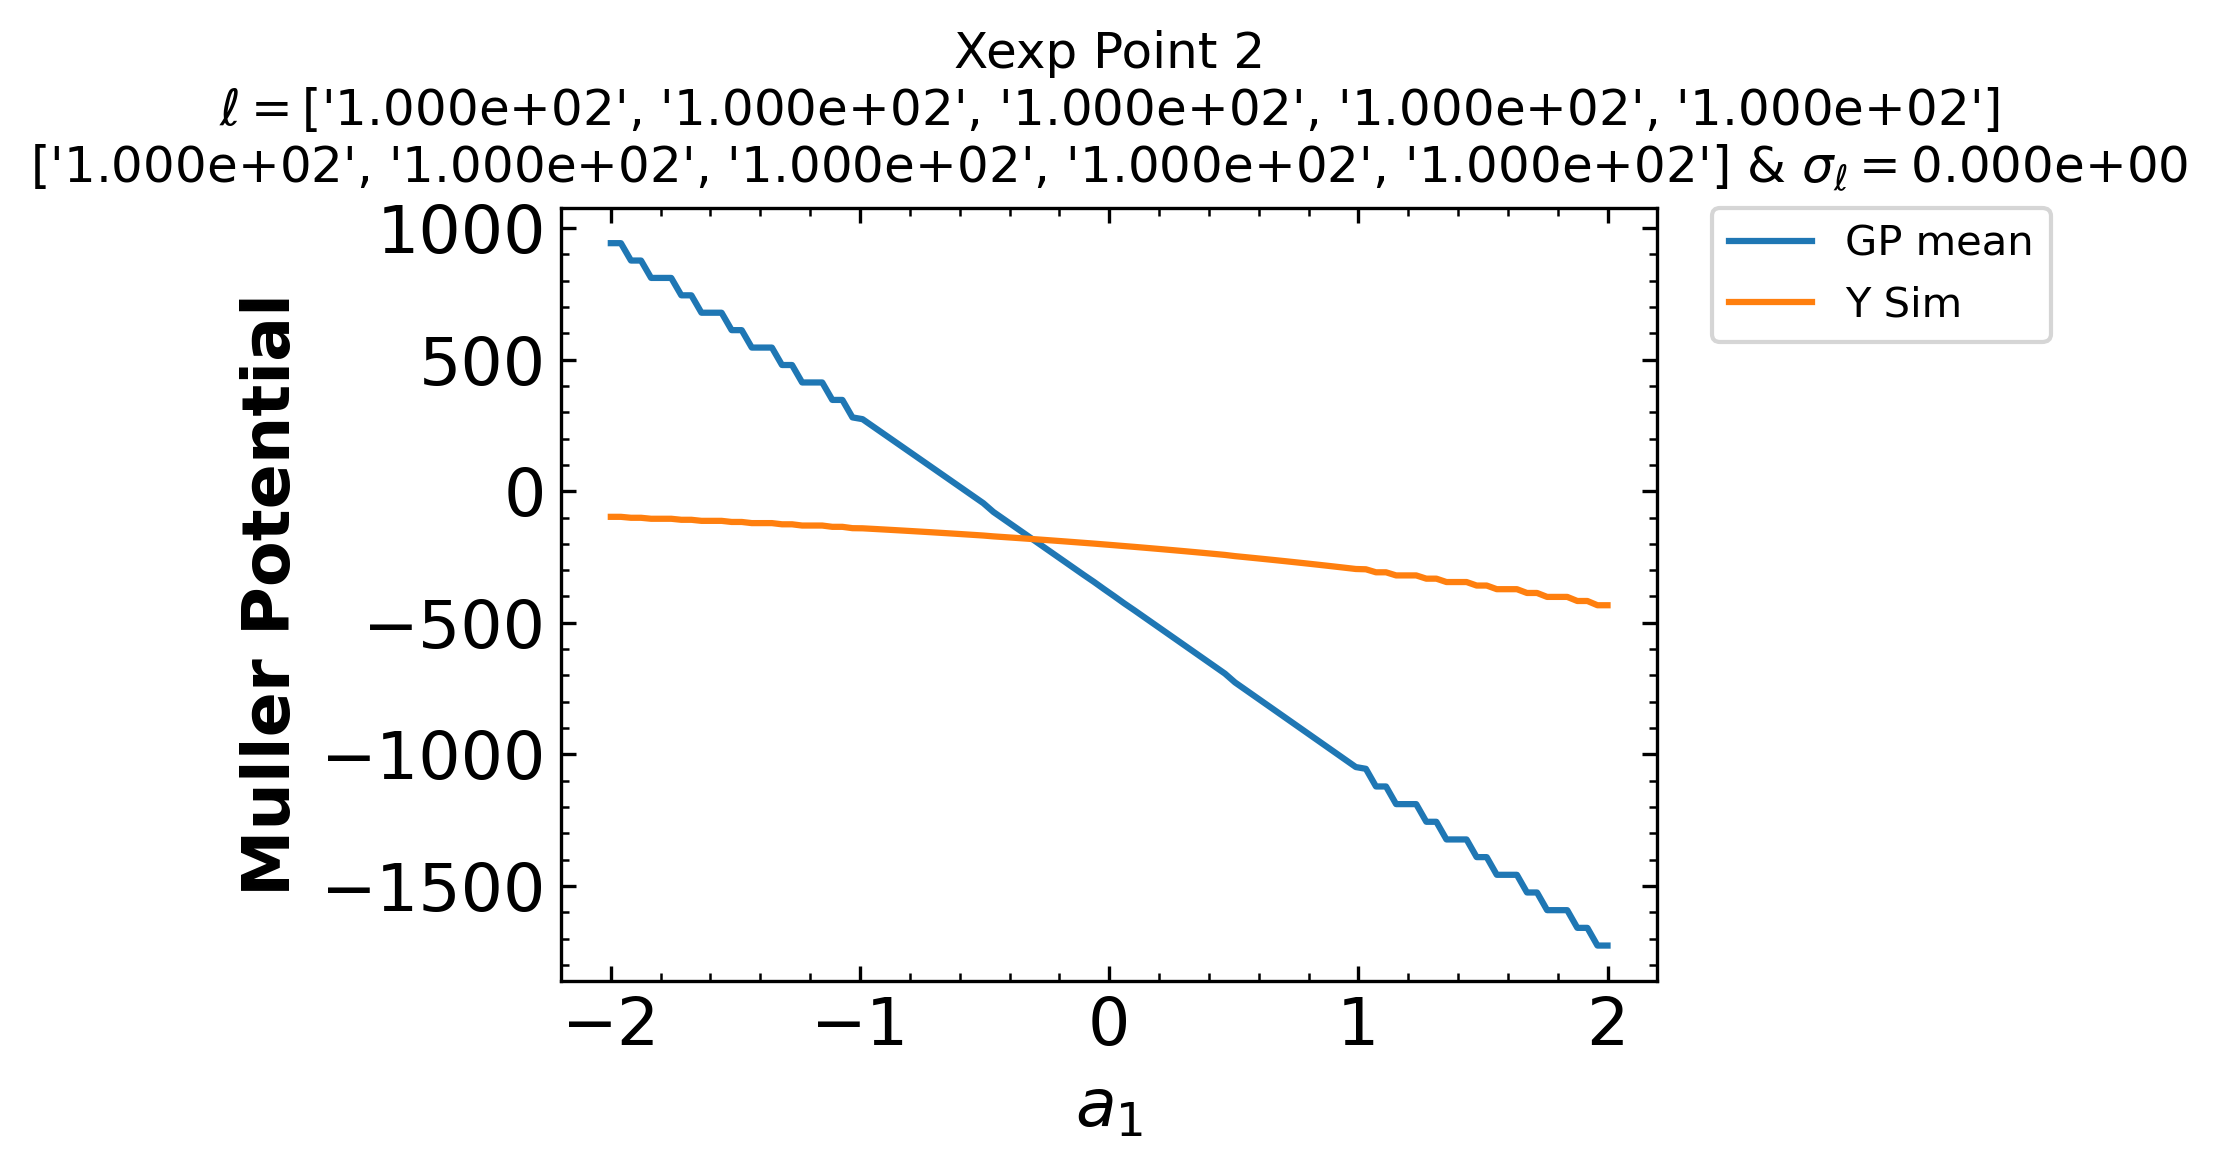 Xexp Point 2
ℓ = ['1.000e+02', '1.000e+02', '1.000e+02', '1.000e+02', '1.000e+02']
['1.000e+02', '1.000e+02', '1.000e+02', '1.000e+02', '1.000e+02'] & σ_ℓ = 0.000e+00
GP mean
Y Sim
Muller Potential
1000
500
0
−500
−1000
−1500
−2 −1 0 1 2
a₁